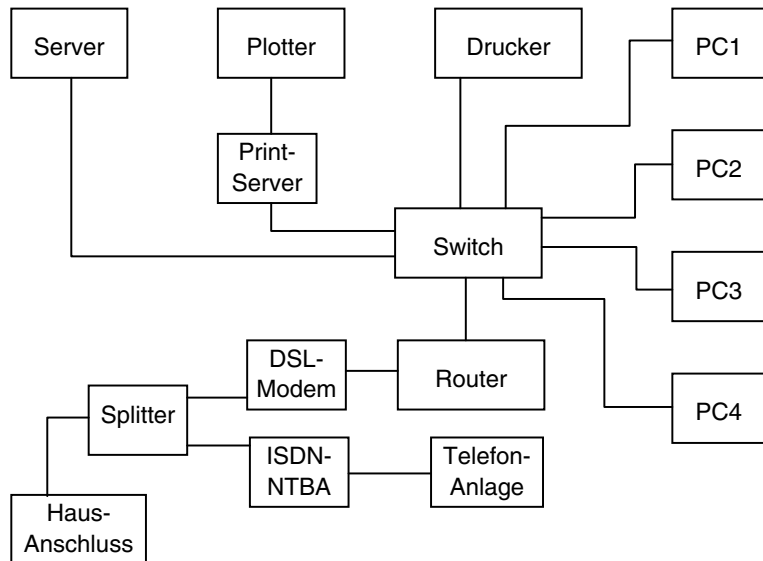 Server
Plotter
Drucker
PC1
Print-
Server
PC2
Switch
PC3
DSL-
Modem
Router
PC4
Splitter
ISDN-
NTBA
Telefon-
Anlage
Haus-
Anschluss